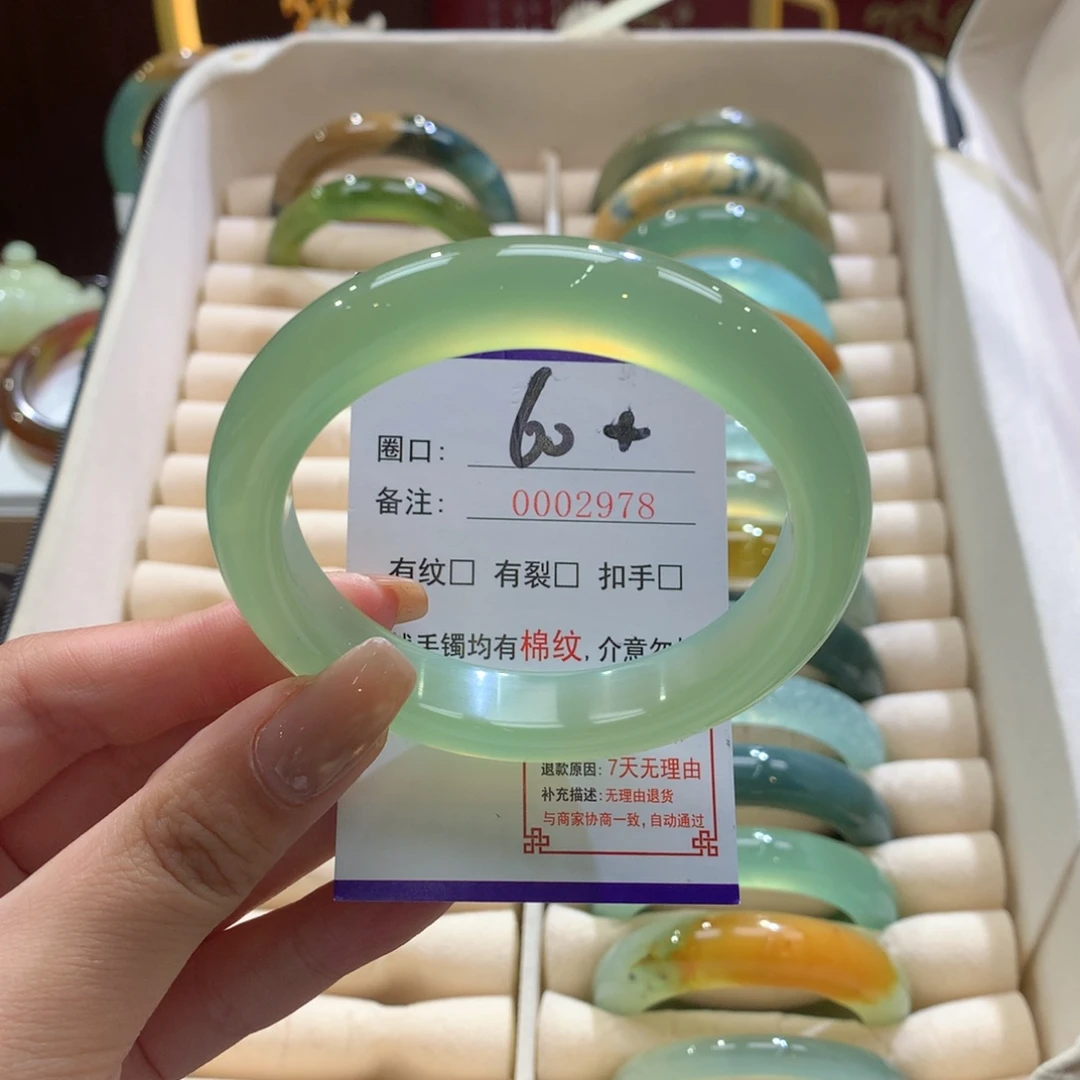 圈口: 60 +
备注: 0002978
有纹□ 有裂□ 扣手□
手镯均有棉纹, 介意勿
退款原因: 7天无理由
补充描述: 无理由退货
与商家协商一致, 自动通过